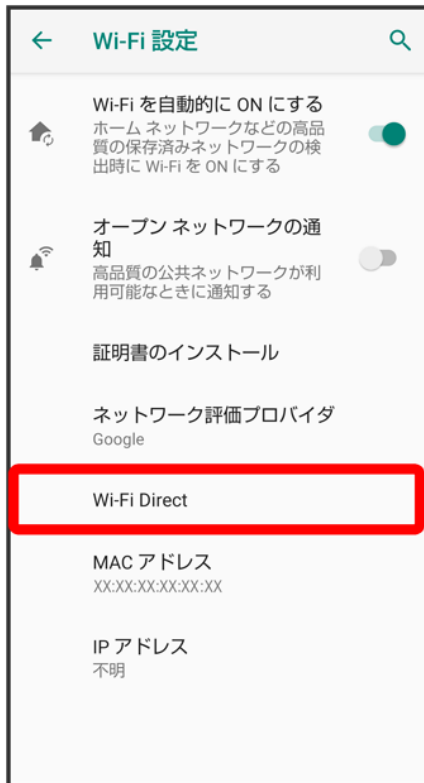 Wi-Fi 設定
Wi-Fi を自動的に ON にする
ホーム ネットワークなどの高品
質の保存済みネットワークの検
出時に Wi-Fi を ON にする
オープン ネットワークの通
知
高品質の公共ネットワークが利
用可能なときに通知する
証明書のインストール
ネットワーク評価プロバイダ
Google
Wi-Fi Direct
MAC アドレス
XX:XX:XX:XX:XX:XX
IP アドレス
不明